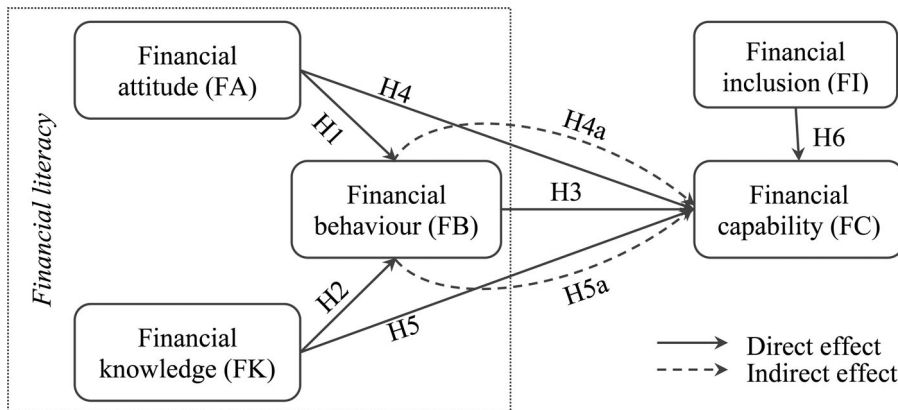 Financial
attitude (FA)
Financial
inclusion (FI)
H4
H1
H4a
H6
Financial literacy
Financial
behaviour (FB)
H3
Financial
capability (FC)
H2
H5
H5a
Financial
knowledge (FK)
Direct effect
Indirect effect